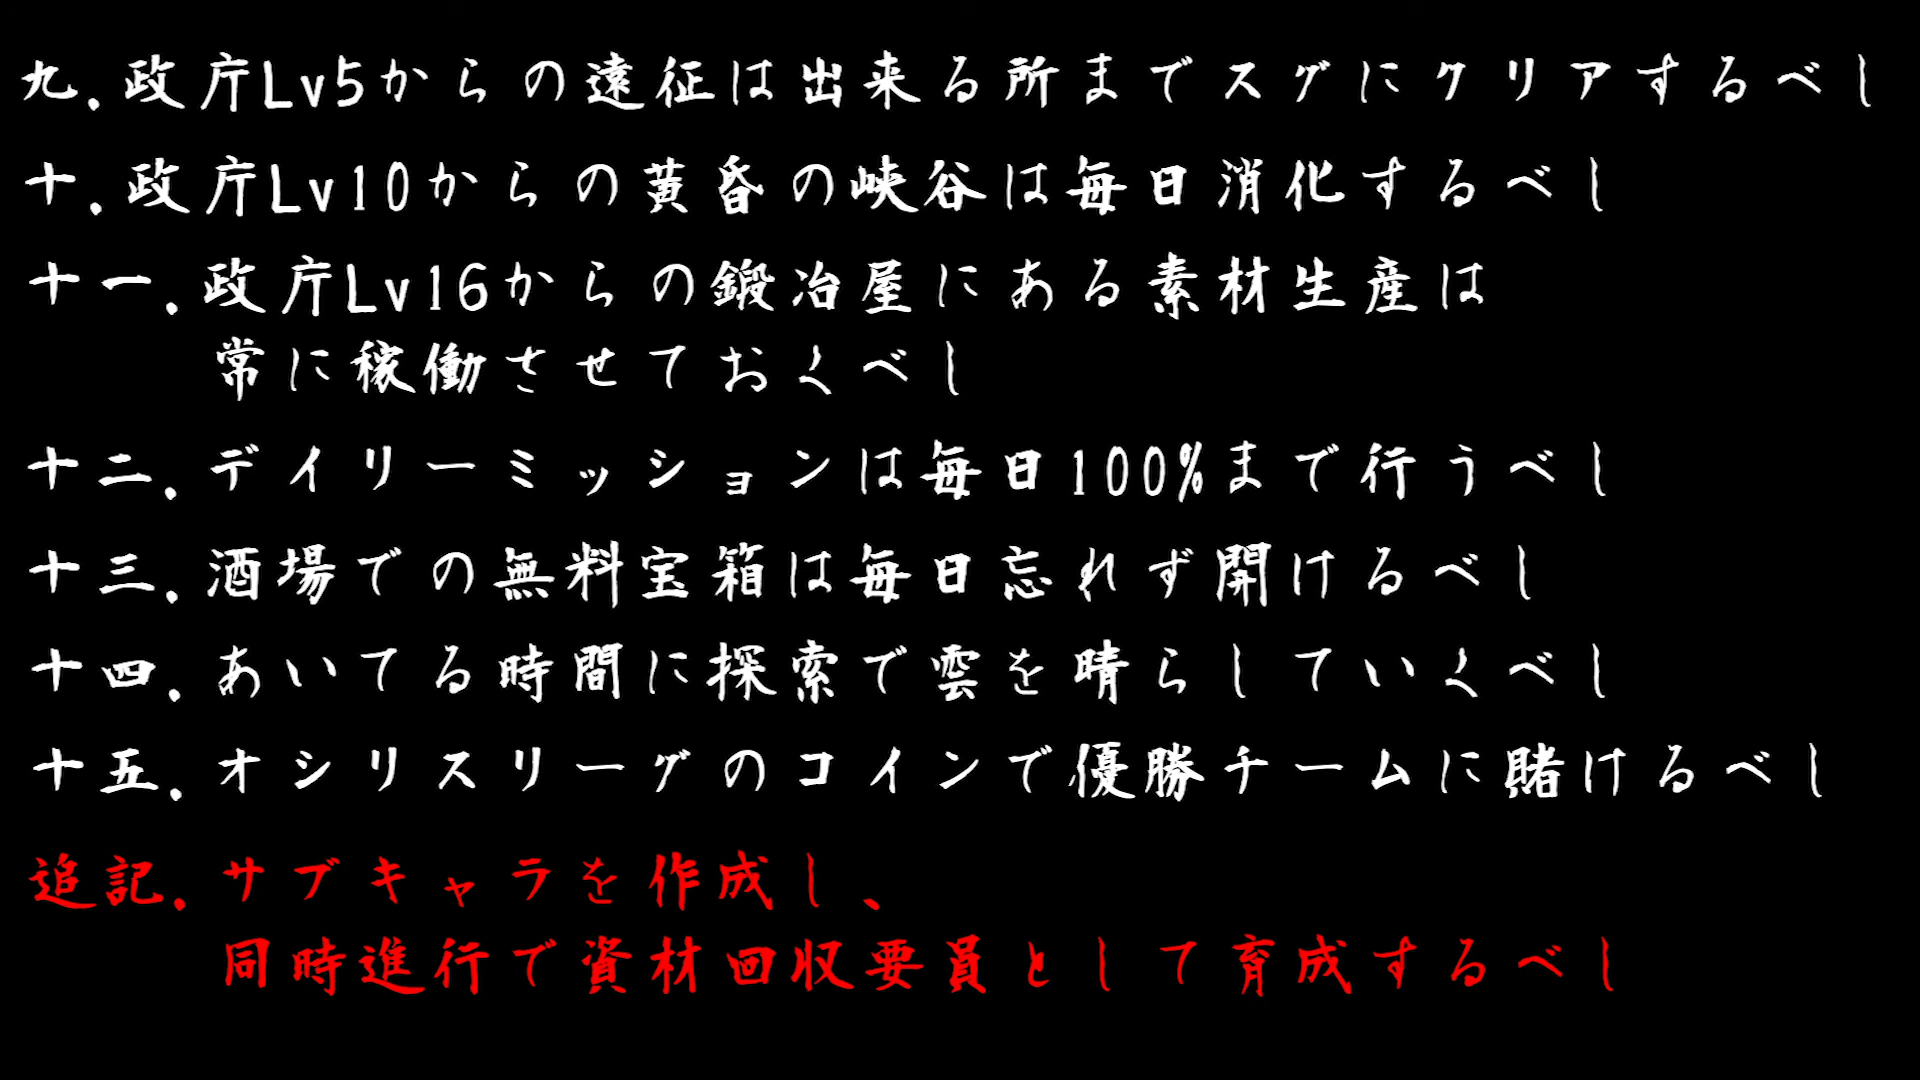 九.政庁Lv5からの遠征は出来る所までスグにクリアするべし
十.政庁Lv10からの黄昏の峡谷は毎日消化するべし
十一.政庁Lv16からの鍛冶屋にある素材生産は
常に稼働させておくべし
十二.デイリーミッションは毎日100%まで行うべし
十三.酒場での無料宝箱は毎日忘れず開けるべし
十四.あいてる時間に探索で雲を晴らしていくべし
十五.オシリスリーグのコインで優勝チームに賭けるべし
追記.サブキャラを作成し、
同時進行で資材回収要員として育成するべし